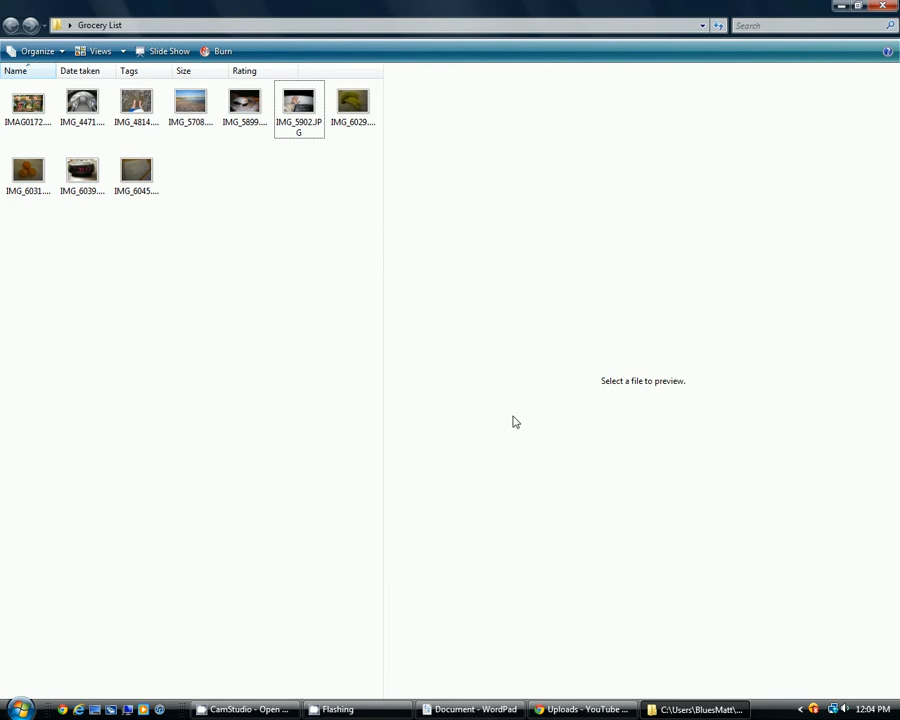 Grocery List
Search
Organize Views Slide Show Burn
Name Date taken Tags Size Rating
IMAG0172.... IMG_4471.... IMG_4814.... IMG_5708.... IMG_5899.... IMG_5902.JP
G IMG_6029....
IMG_6031.... IMG_6039.... IMG_6045....
Select a file to preview.
CamStudio - Open ... Flashing Document - WordPad Uploads - YouTube ... C:\Users\BluesMatt\... 12:04 PM